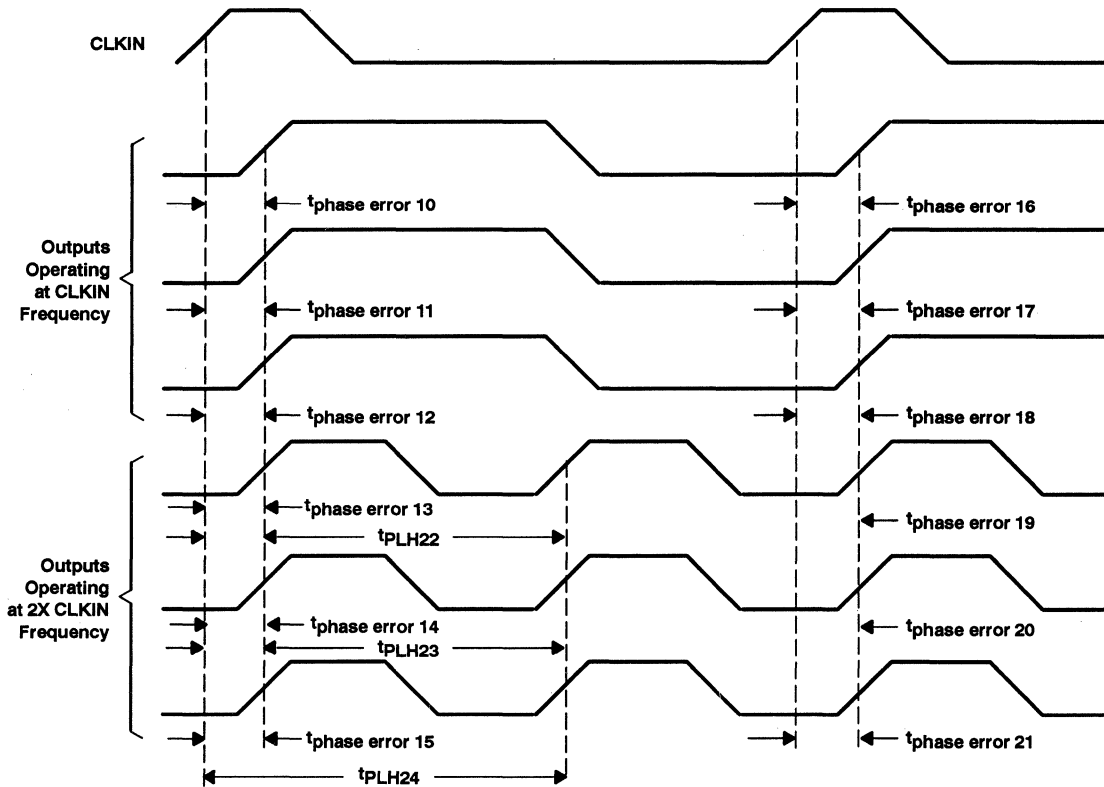 CLKIN
tphase error 10
tphase error 16
Outputs
Operating
at CLKIN
Frequency
tphase error 11
tphase error 17
tphase error 12
tphase error 18
tphase error 13
tphase error 19
tPLH22
Outputs
Operating
at 2X CLKIN
Frequency
tphase error 14
tphase error 20
tPLH23
tphase error 15
tphase error 21
tPLH24